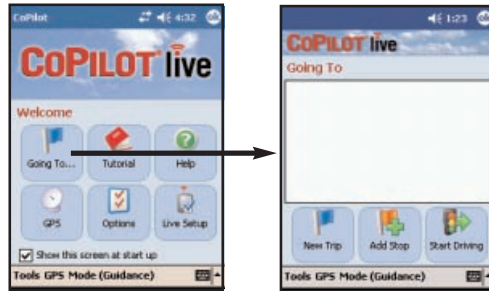 CoPilot 4:32 ok
CoPILOT live
Welcome
Going To... Tutorial Help
GPS Options Live Setup
Show this screen at start up
Tools GPS Mode (Guidance)
1:23 ok
CoPILOT live
Going To
New Trip Add Stop Start Driving
Tools GPS Mode (Guidance)